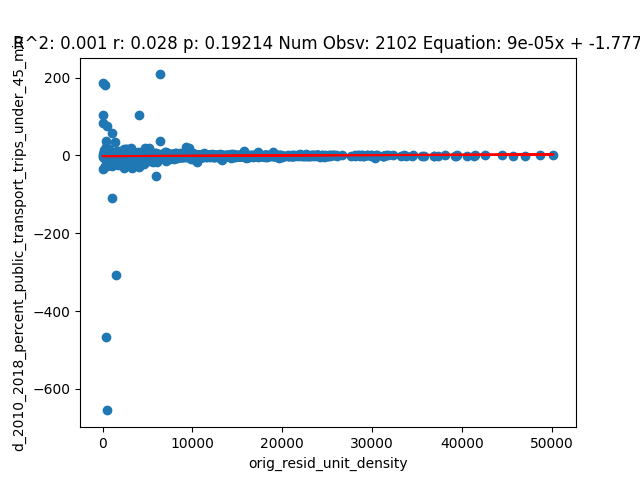 R^2: 0.001 r: 0.028 p: 0.19214 Num Obsv: 2102 Equation: 9e-05x + -1.777
d_2010_2018_percent_public_transport_trips_under_45_min
200
0
−200
−400
−600
0 10000 20000 30000 40000 50000
orig_resid_unit_density